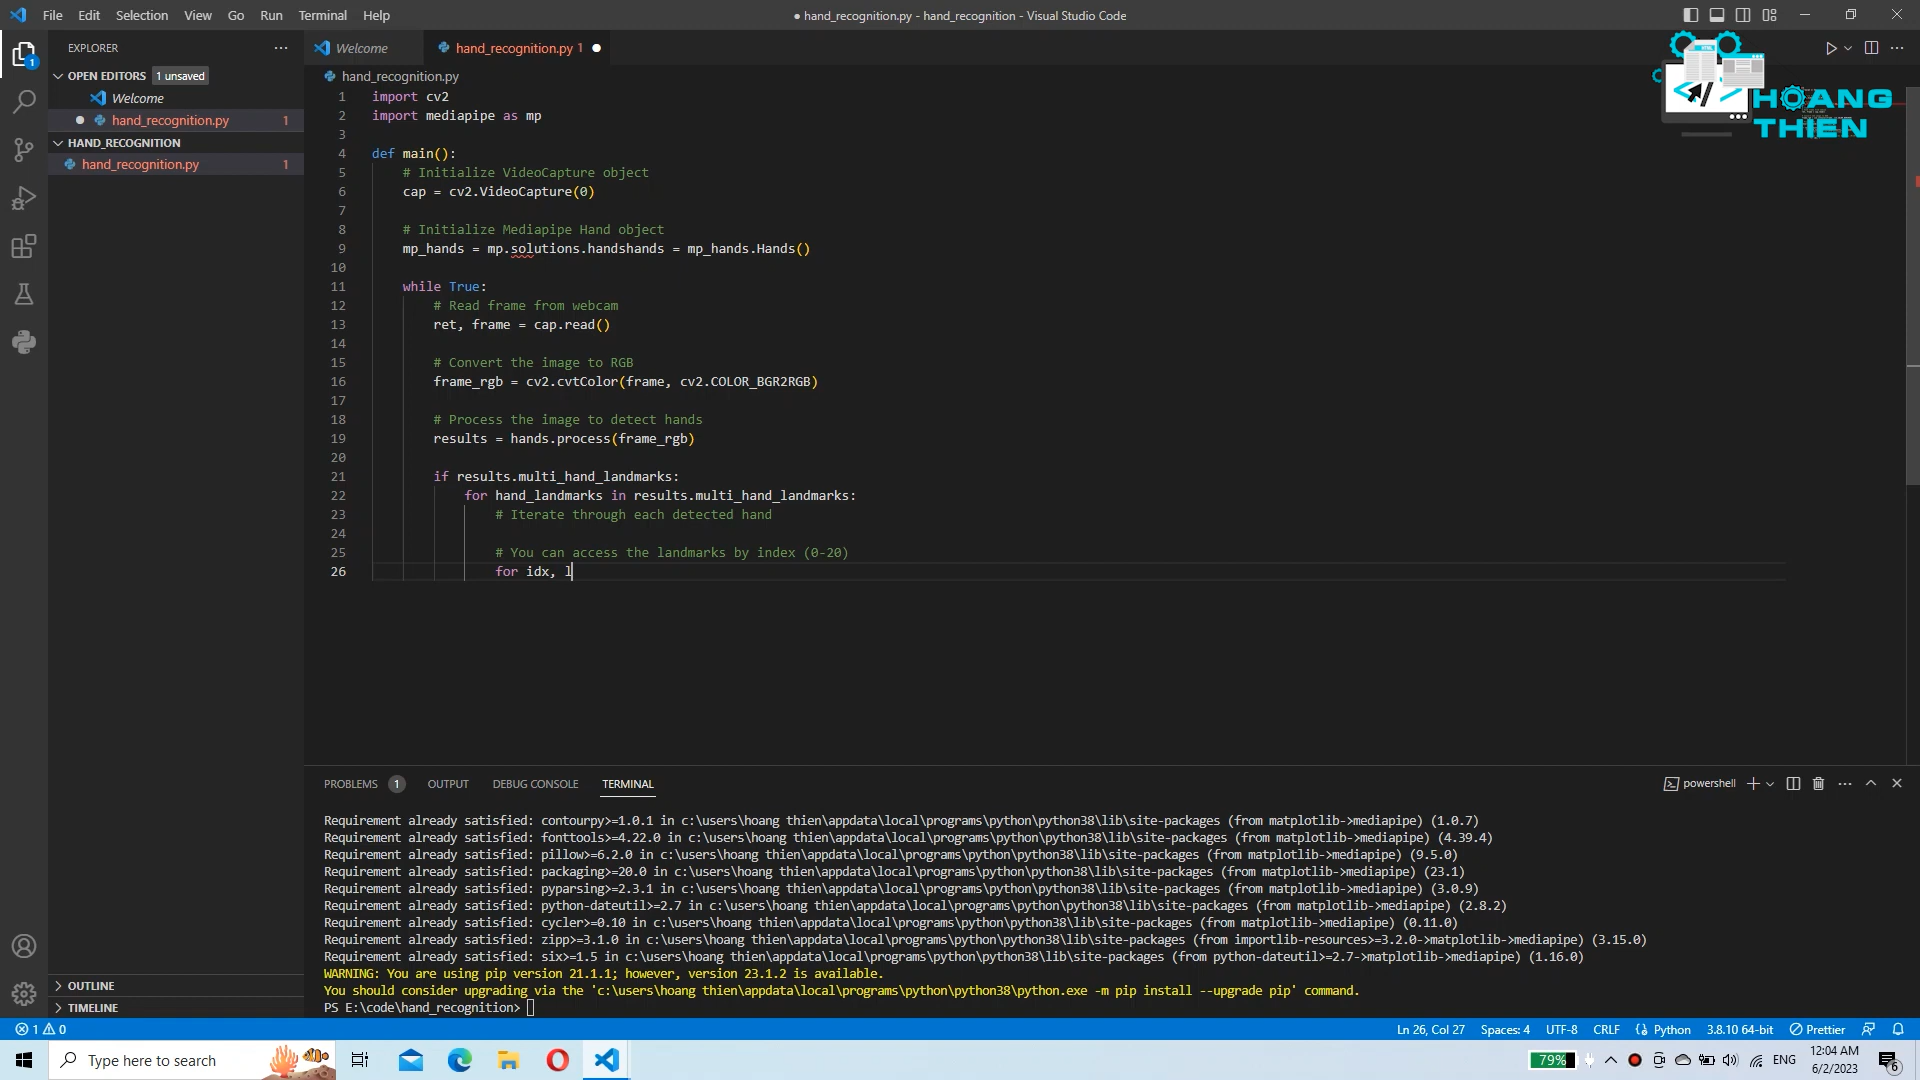 File Edit Selection View Go Run Terminal Help
● hand_recognition.py - hand_recognition - Visual Studio Code
EXPLORER
OPEN EDITORS 1 unsaved
Welcome
hand_recognition.py 1
HAND_RECOGNITION
hand_recognition.py 1
OUTLINE
TIMELINE
1
Welcome
hand_recognition.py 1
hand_recognition.py
HOANG
THIEN
1 import cv2
2 import mediapipe as mp
3
4 def main():
5 # Initialize VideoCapture object
6 cap = cv2.VideoCapture(0)
7
8 # Initialize Mediapipe Hand object
9 mp_hands = mp.solutions.handshands = mp_hands.Hands()
10
11 while True:
12 # Read frame from webcam
13 ret, frame = cap.read()
14
15 # Convert the image to RGB
16 frame_rgb = cv2.cvtColor(frame, cv2.COLOR_BGR2RGB)
17
18 # Process the image to detect hands
19 results = hands.process(frame_rgb)
20
21 if results.multi_hand_landmarks:
22 for hand_landmarks in results.multi_hand_landmarks:
23 # Iterate through each detected hand
24
25 # You can access the landmarks by index (0-20)
26 for idx, l
PROBLEMS 1 OUTPUT DEBUG CONSOLE TERMINAL
powershell
Requirement already satisfied: contourpy>=1.0.1 in c:\users\hoang thien\appdata\local\programs\python\python38\lib\site-packages (from matplotlib->mediapipe) (1.0.7)
Requirement already satisfied: fonttools>=4.22.0 in c:\users\hoang thien\appdata\local\programs\python\python38\lib\site-packages (from matplotlib->mediapipe) (4.39.4)
Requirement already satisfied: pillow>=6.2.0 in c:\users\hoang thien\appdata\local\programs\python\python38\lib\site-packages (from matplotlib->mediapipe) (9.5.0)
Requirement already satisfied: packaging>=20.0 in c:\users\hoang thien\appdata\local\programs\python\python38\lib\site-packages (from matplotlib->mediapipe) (23.1)
Requirement already satisfied: pyparsing>=2.3.1 in c:\users\hoang thien\appdata\local\programs\python\python38\lib\site-packages (from matplotlib->mediapipe) (3.0.9)
Requirement already satisfied: python-dateutil>=2.7 in c:\users\hoang thien\appdata\local\programs\python\python38\lib\site-packages (from matplotlib->mediapipe) (2.8.2)
Requirement already satisfied: cycler>=0.10 in c:\users\hoang thien\appdata\local\programs\python\python38\lib\site-packages (from matplotlib->mediapipe) (0.11.0)
Requirement already satisfied: zipp>=3.1.0 in c:\users\hoang thien\appdata\local\programs\python\python38\lib\site-packages (from importlib-resources>=3.2.0->matplotlib->mediapipe) (3.15.0)
Requirement already satisfied: six>=1.5 in c:\users\hoang thien\appdata\local\programs\python\python38\lib\site-packages (from python-dateutil>=2.7->matplotlib->mediapipe) (1.16.0)
WARNING: You are using pip version 21.1.1; however, version 23.1.2 is available.
You should consider upgrading via the 'c:\users\hoang thien\appdata\local\programs\python\python38\python.exe -m pip install --upgrade pip' command.
PS E:\code\hand_recognition>
1 0 Ln 26, Col 27 Spaces: 4 UTF-8 CRLF Python 3.8.10 64-bit Prettier
Type here to search 79% ENG 12:04 AM
6/2/2023 6